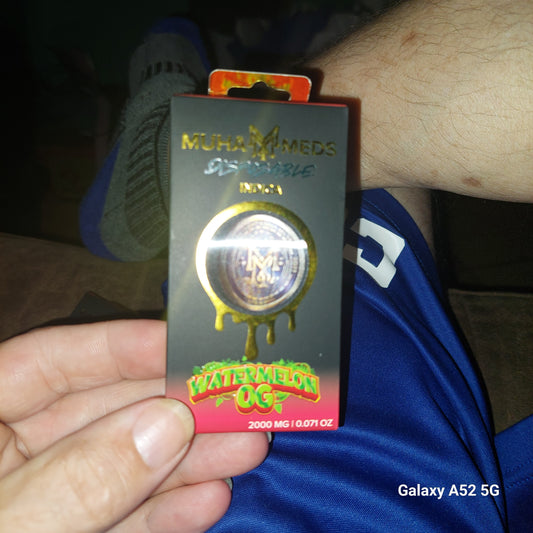 MUHA MEDS
DISPOSABLE
INDICA
M
WATERMELON
OG
2000 MG | 0.071 OZ
Galaxy A52 5G